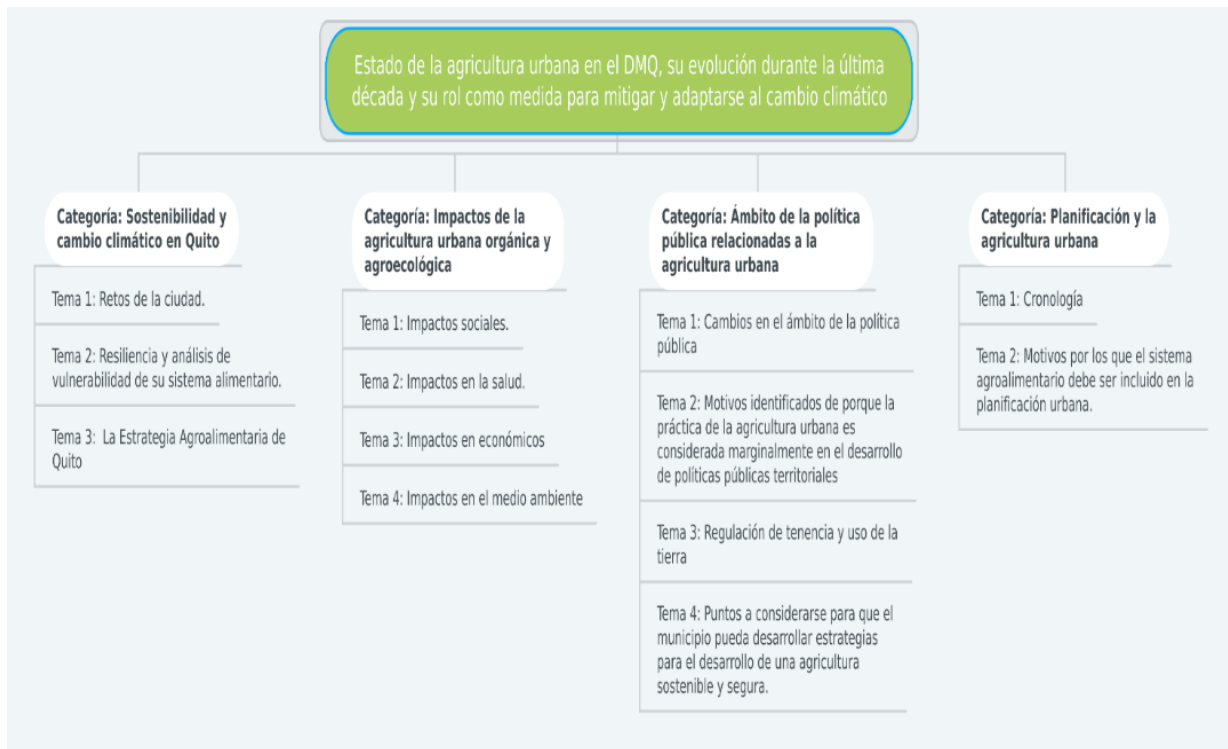 Estado de la agricultura urbana en el DMQ, su evolución durante la última
década y su rol como medida para mitigar y adaptarse al cambio climático
Categoría: Sostenibilidad y
cambio climático en Quito
Tema 1: Retos de la ciudad.
Tema 2: Resiliencia y análisis de
vulnerabilidad de su sistema alimentario.
Tema 3:  La Estrategia Agroalimentaria de
Quito
Categoría: Impactos de la
agricultura urbana orgánica y
agroecológica
Tema 1: Impactos sociales.
Tema 2: Impactos en la salud.
Tema 3: Impactos en económicos
Tema 4: Impactos en el medio ambiente
Categoría: Ámbito de la política
pública relacionadas a la
agricultura urbana
Tema 1: Cambios en el ámbito de la política
pública
Tema 2: Motivos identificados de porque la
práctica de la agricultura urbana es
considerada marginalmente en el desarrollo
de políticas públicas territoriales
Tema 3: Regulación de tenencia y uso de la
tierra
Tema 4: Puntos a considerarse para que el
municipio pueda desarrollar estrategias
para el desarrollo de una agricultura
sostenible y segura.
Categoría: Planificación y la
agricultura urbana
Tema 1: Cronología
Tema 2: Motivos por los que el sistema
agroalimentario debe ser incluido en la
planificación urbana.